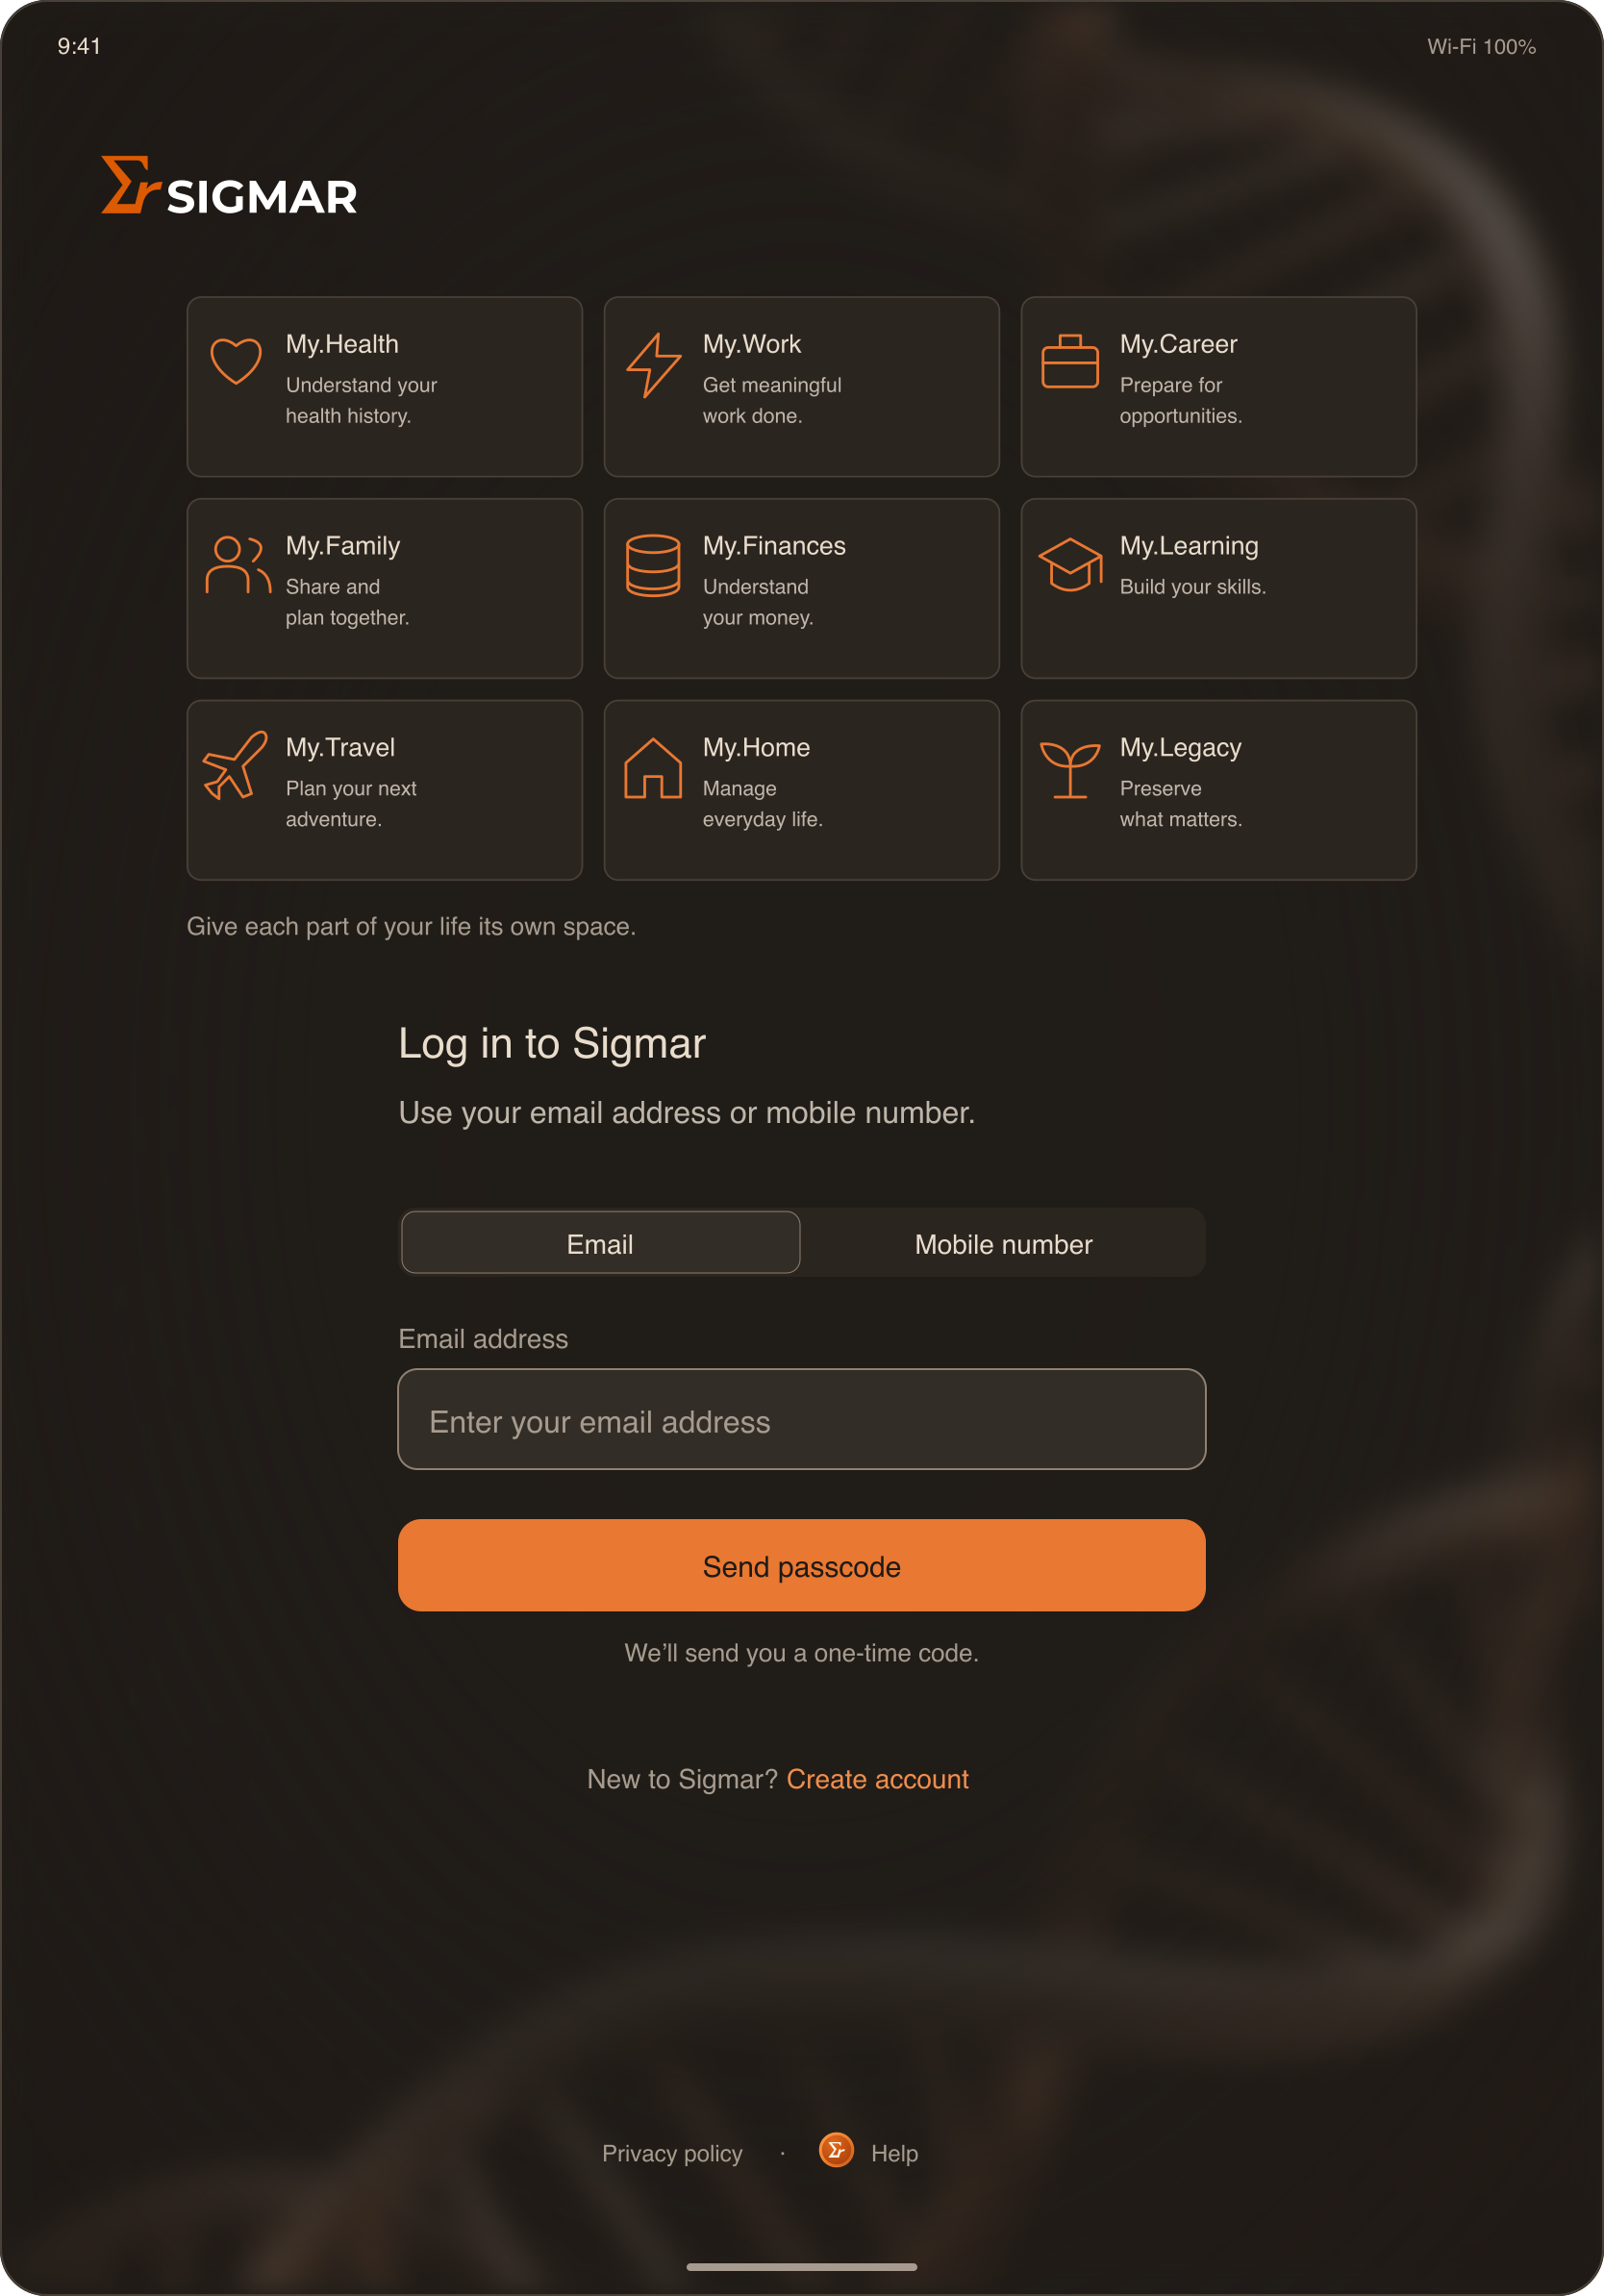 9:41
Wi-Fi 100%
Σr SIGMAR
My.Health
Understand your
health history.
My.Work
Get meaningful
work done.
My.Career
Prepare for
opportunities.
My.Family
Share and
plan together.
My.Finances
Understand
your money.
My.Learning
Build your skills.
My.Travel
Plan your next
adventure.
My.Home
Manage
everyday life.
My.Legacy
Preserve
what matters.
Give each part of your life its own space.
Log in to Sigmar
Use your email address or mobile number.
Email
Mobile number
Email address
Enter your email address
Send passcode
We’ll send you a one-time code.
New to Sigmar? Create account
Privacy policy · Σr Help